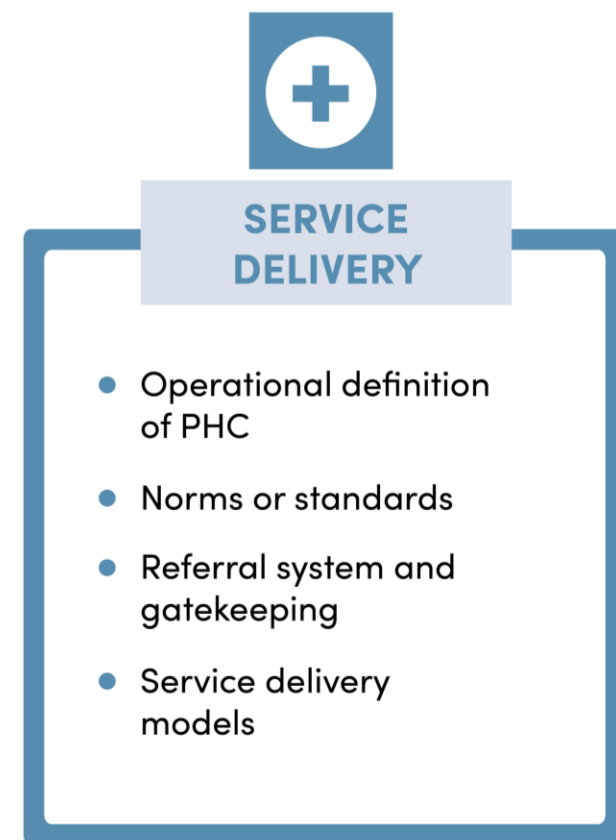 SERVICE
DELIVERY
Operational definition
of PHC
Norms or standards
Referral system and
gatekeeping
Service delivery
models